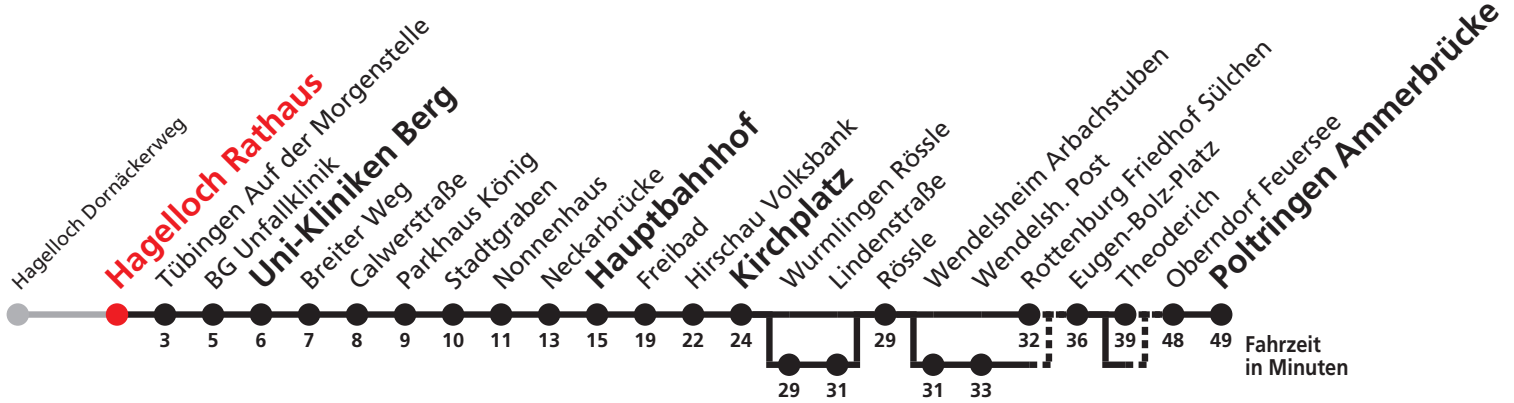 Hagelloch Dornäckerweg
Hagelloch Rathaus
Tübingen Auf der Morgenstelle
BG Unfallklinik
Uni-Kliniken Berg
Breiter Weg
Calwerstraße
Parkhaus König
Stadtgraben
Nonnenhaus
Neckarbrücke
Hauptbahnhof
Freibad
Hirschau Volksbank
Kirchplatz
Wurmlingen Rössle
Lindenstraße
Rössle
Wendelsheim Arbachstuben
Wendelsh. Post
Rottenburg Friedhof Sülchen
Eugen-Bolz-Platz
Theoderich
Oberndorf Feuersee
Poltringen Ammerbrücke
3 5 6 7 8 9 10 11 13 15 19 22 24 29 32 36 39 48 49
Fahrzeit
in Minuten
29 31 31 33